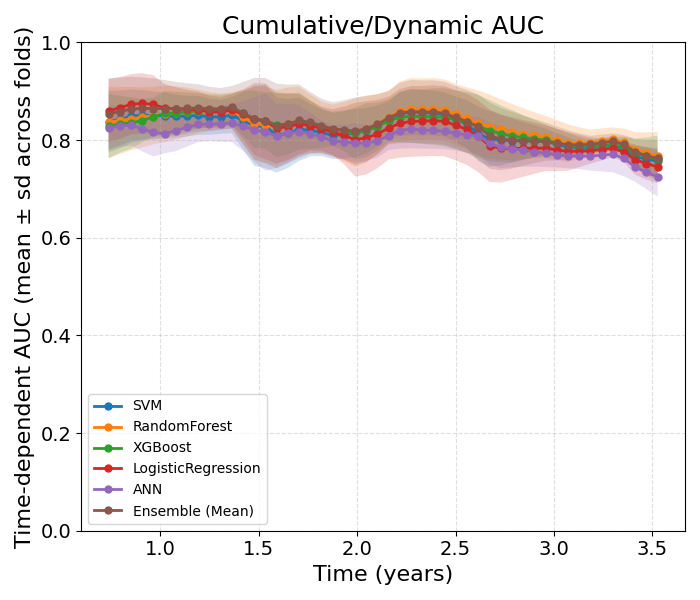 Cumulative/Dynamic AUC
Time-dependent AUC (mean ± sd across folds)
1.0
0.8
0.6
0.4
0.2
0.0
SVM
RandomForest
XGBoost
LogisticRegression
ANN
Ensemble (Mean)
1.0 1.5 2.0 2.5 3.0 3.5
Time (years)